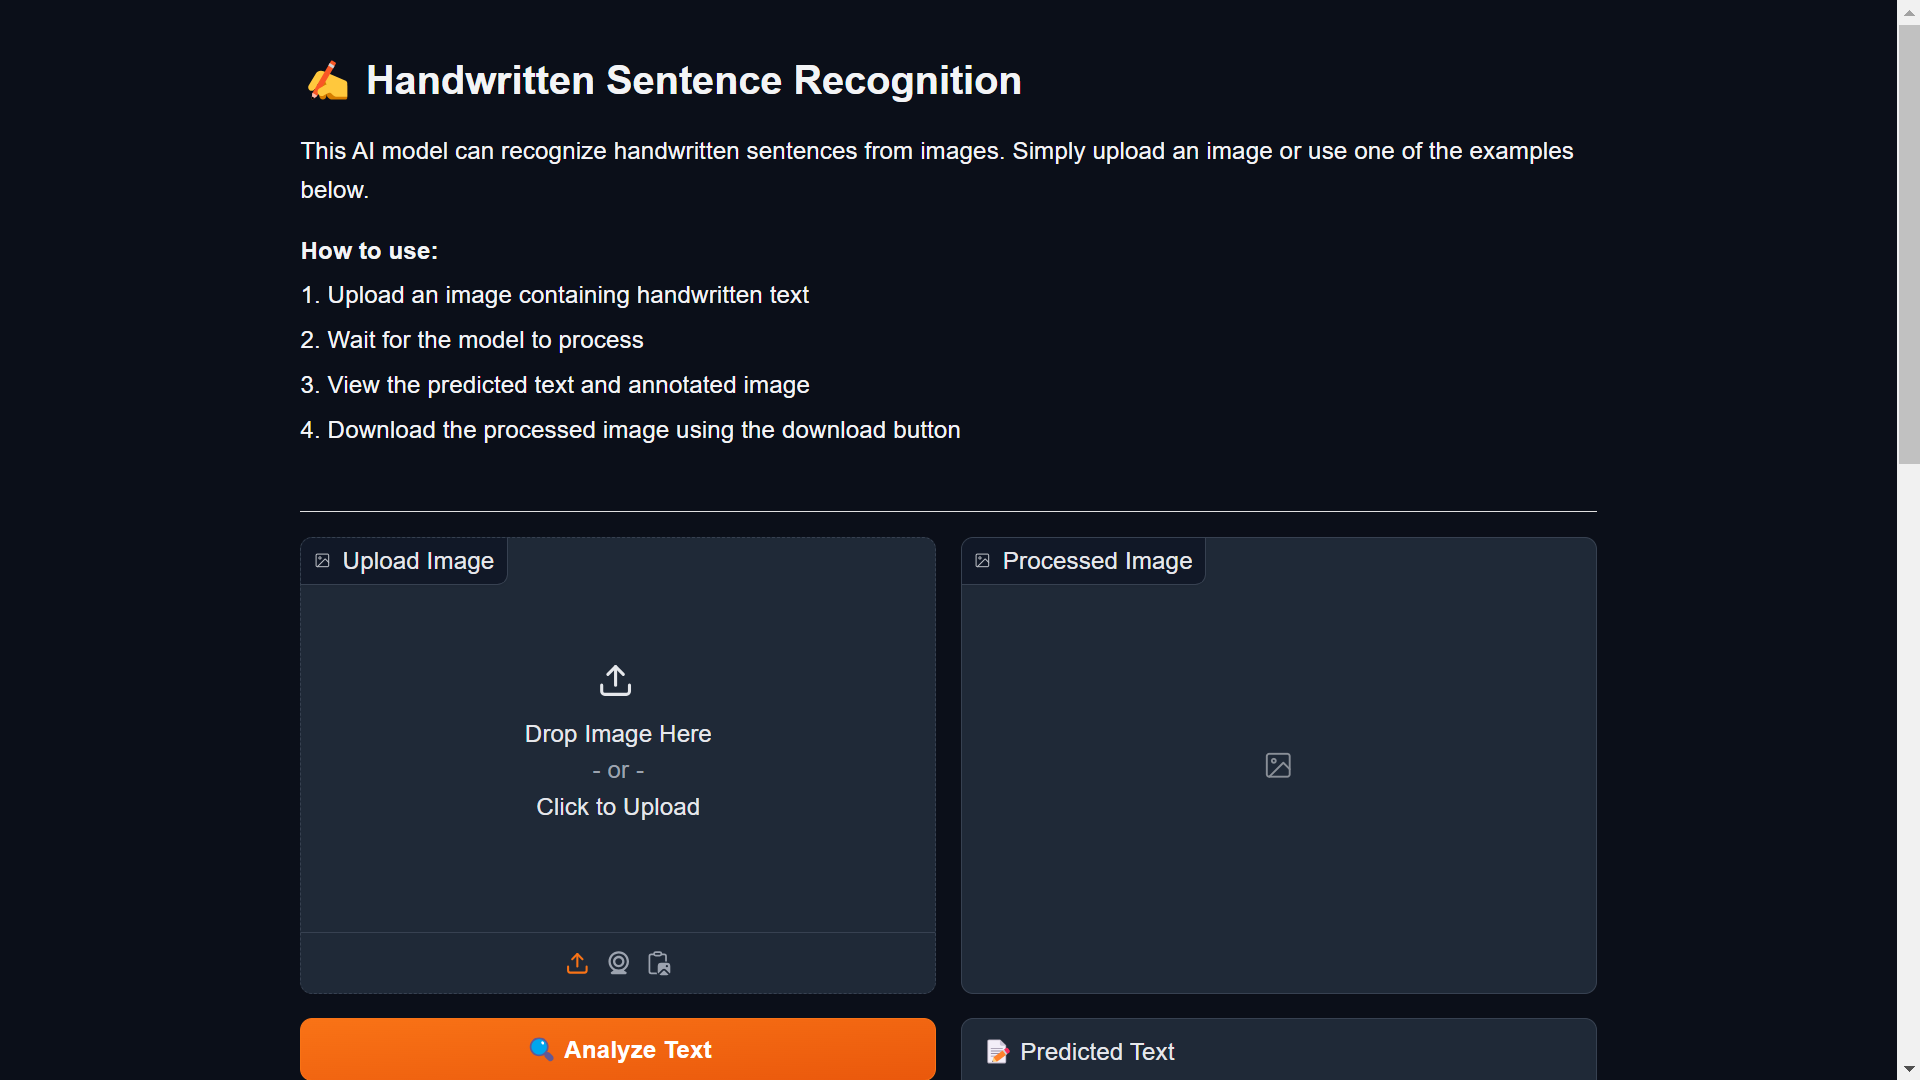 ✍️ Handwritten Sentence Recognition
This AI model can recognize handwritten sentences from images. Simply upload an image or use one of the examples
below.
How to use:
1. Upload an image containing handwritten text
2. Wait for the model to process
3. View the predicted text and annotated image
4. Download the processed image using the download button
Upload Image
Processed Image
Drop Image Here
- or -
Click to Upload
🔍 Analyze Text
📝 Predicted Text